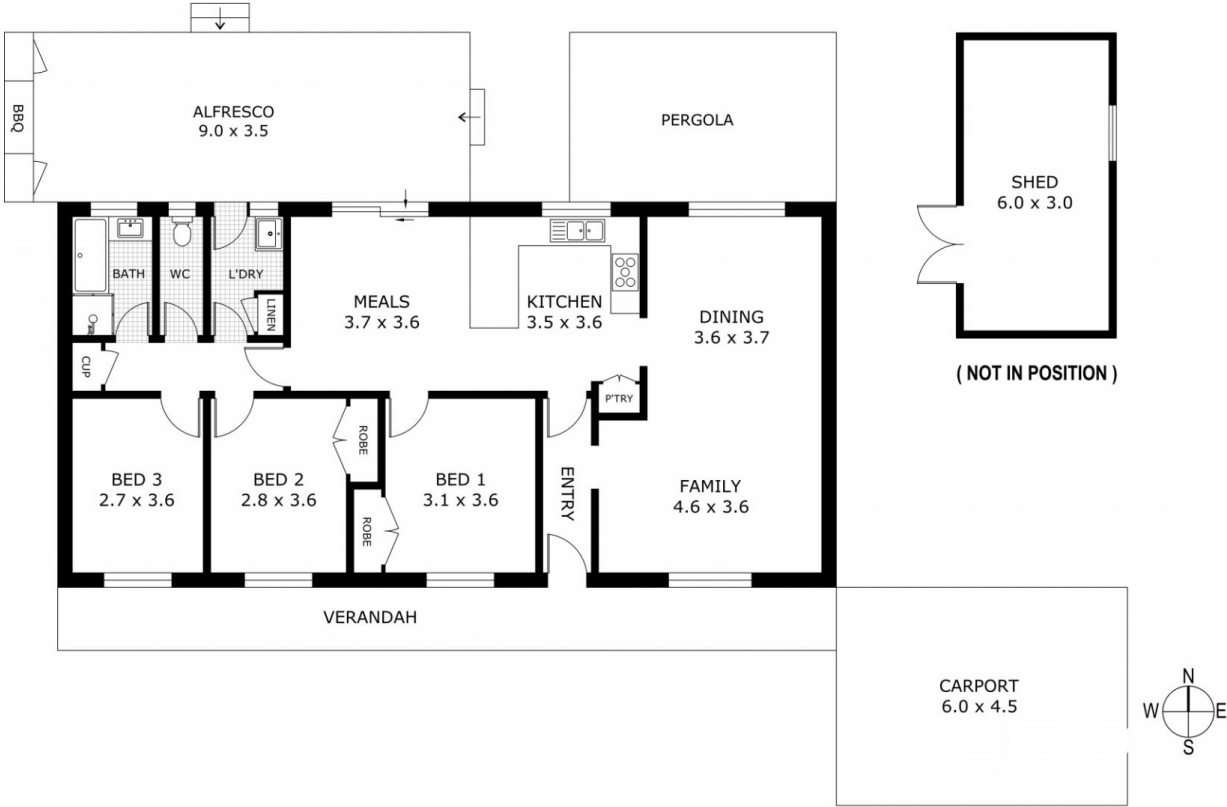 ALFRESCO
9.0 x 3.5
BBQ
PERGOLA
SHED
6.0 x 3.0
( NOT IN POSITION )
BATH
WC
L'DRY
LINEN
MEALS
3.7 x 3.6
KITCHEN
3.5 x 3.6
DINING
3.6 x 3.7
CUP
P'TRY
BED 3
2.7 x 3.6
BED 2
2.8 x 3.6
ROBE
ROBE
BED 1
3.1 x 3.6
ENTRY
FAMILY
4.6 x 3.6
VERANDAH
CARPORT
6.0 x 4.5
N
W
E
S